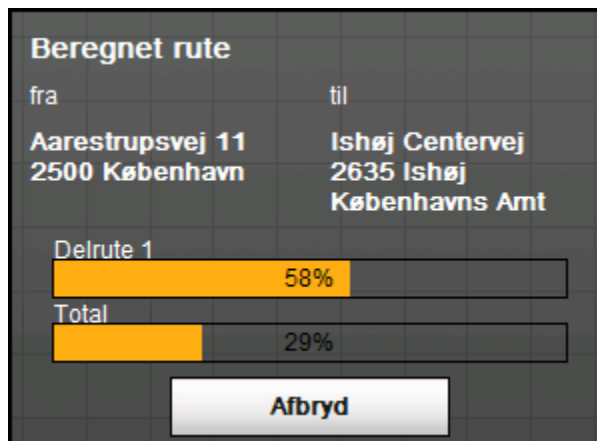 Beregnet rute
fra
til
Aarestrupsvej 11
2500 København
Ishøj Centervej
2635 Ishøj
Københavns Amt
Delrute 1
58%
Total
29%
Afbryd